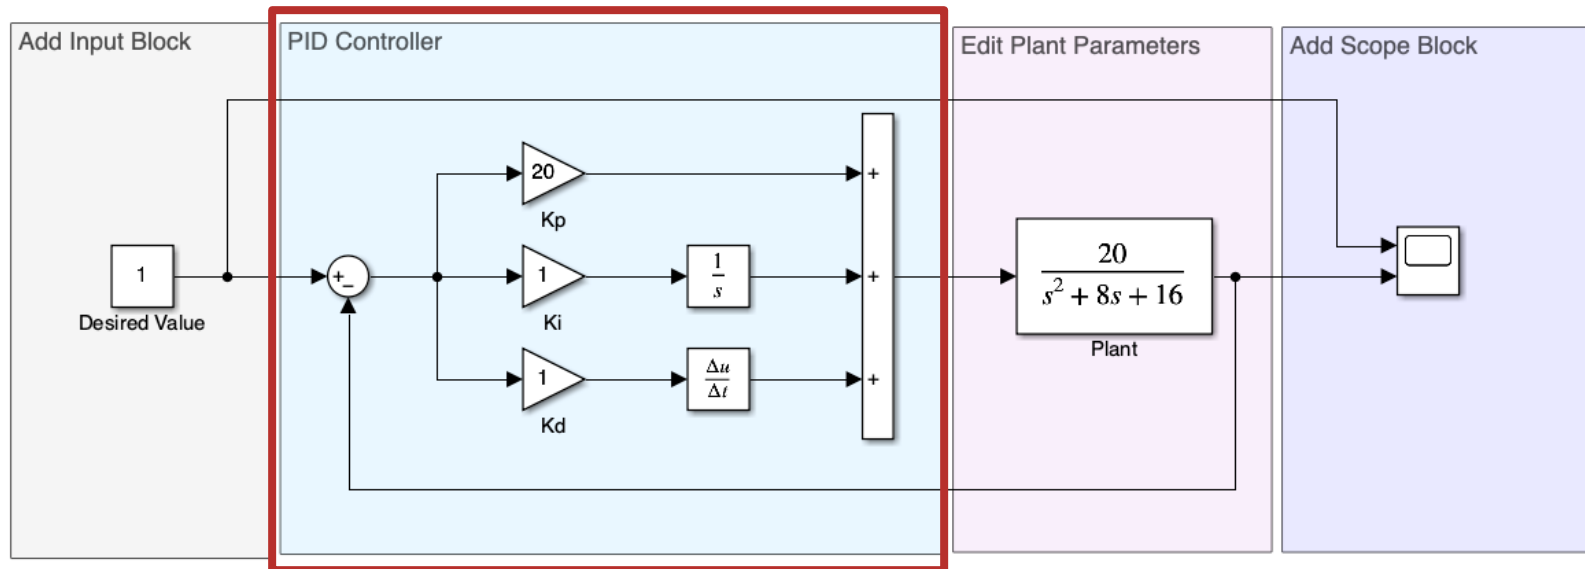 Add Input Block
PID Controller
Edit Plant Parameters
Add Scope Block
20
+
Kp
1
+
−
1
1
s
+
20
s² + 8s + 16
Desired Value
Ki
Plant
1
Δu
Δt
+
Kd